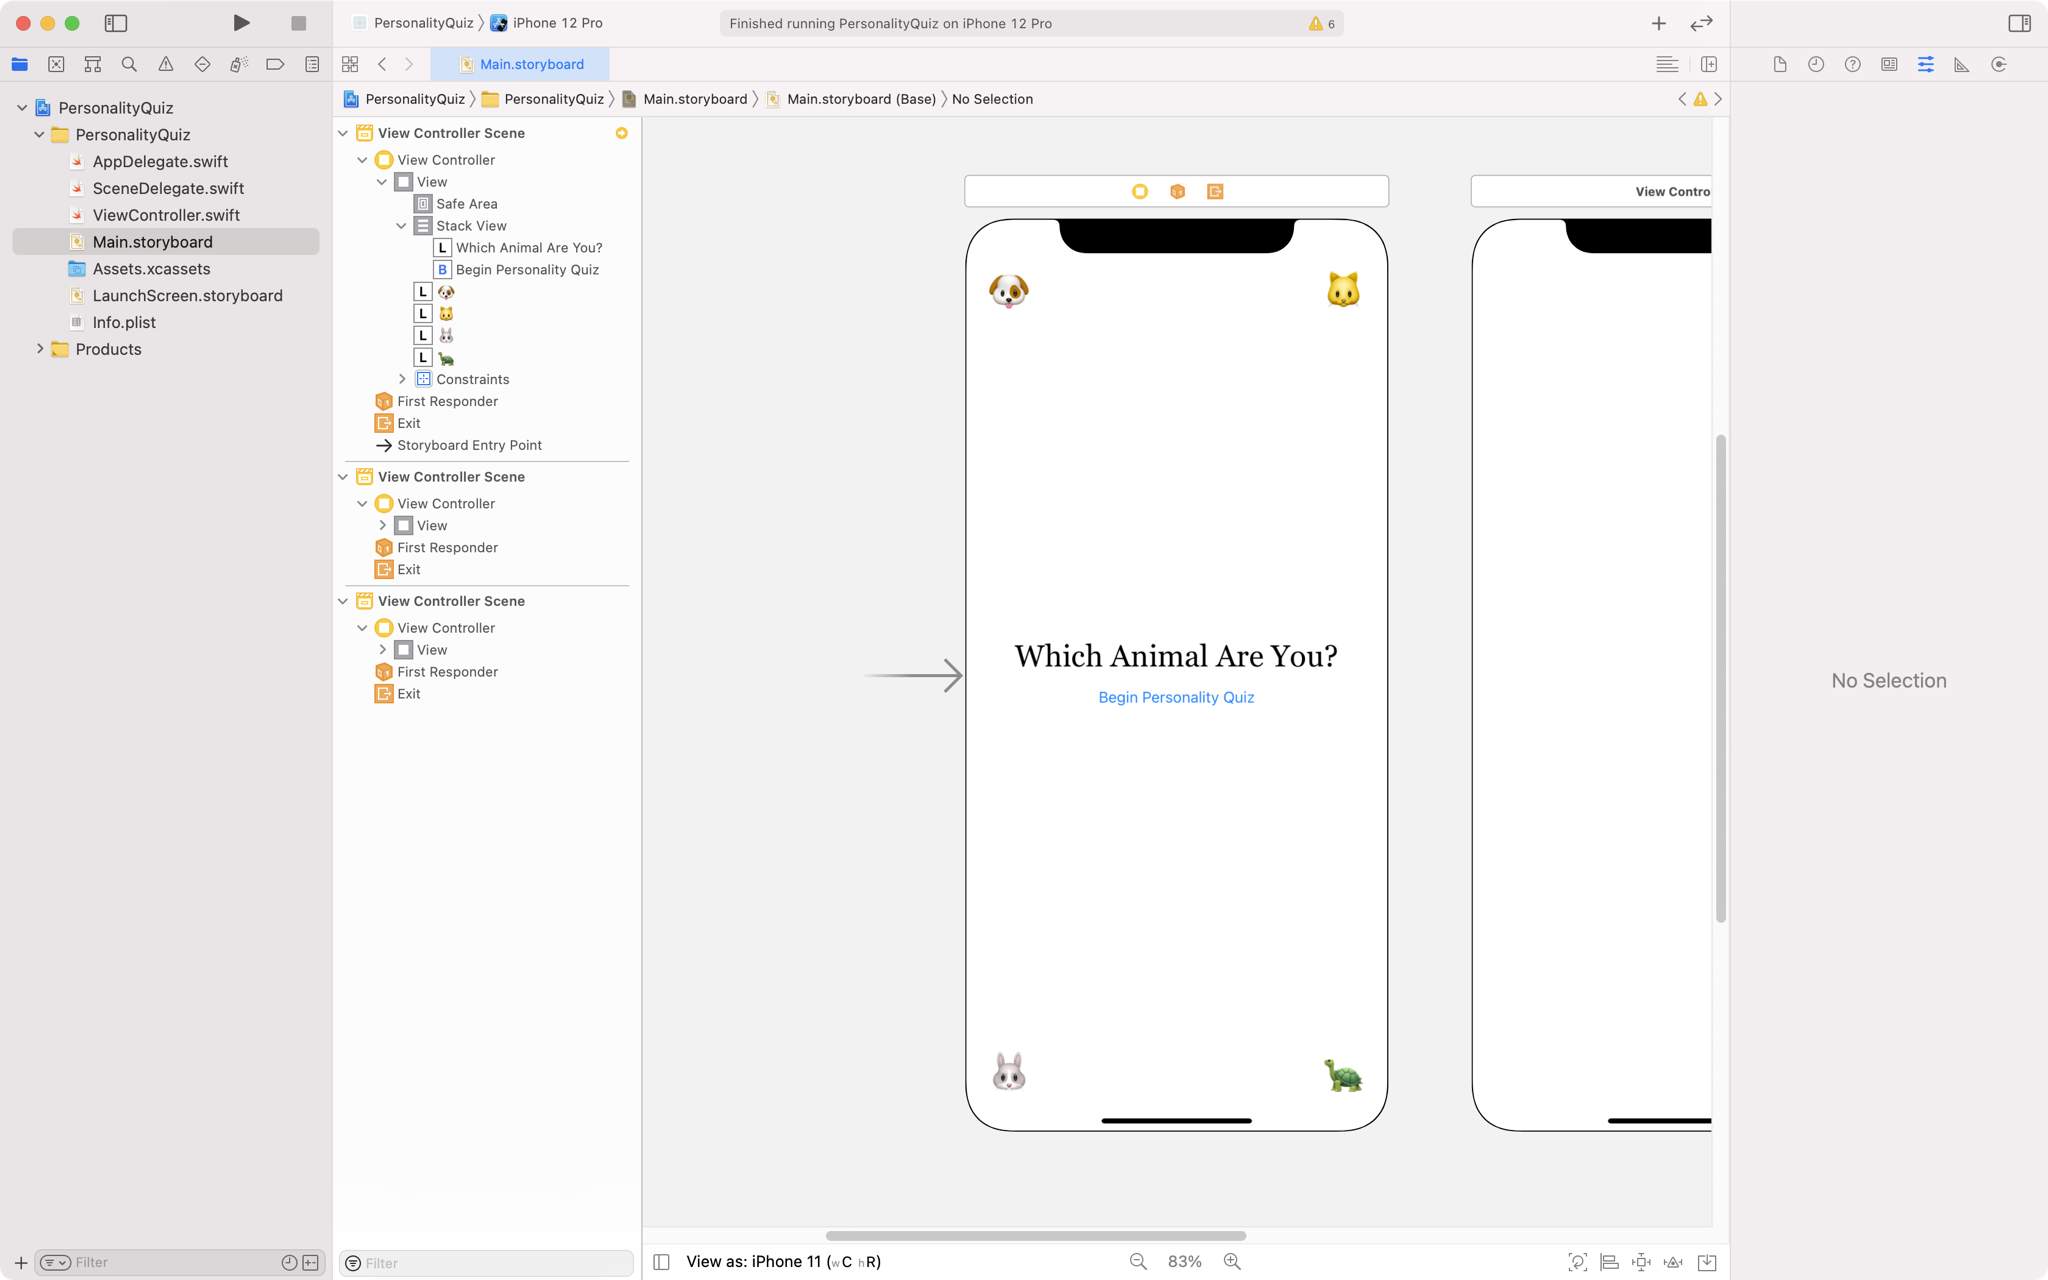 PersonalityQuiz
iPhone 12 Pro
Finished running PersonalityQuiz on iPhone 12 Pro
6
Main.storyboard
PersonalityQuiz
PersonalityQuiz
Main.storyboard
Main.storyboard (Base)
No Selection
PersonalityQuiz
PersonalityQuiz
AppDelegate.swift
SceneDelegate.swift
ViewController.swift
Main.storyboard
Assets.xcassets
LaunchScreen.storyboard
Info.plist
Products
Filter
View Controller Scene
View Controller
View
Safe Area
Stack View
L Which Animal Are You?
B Begin Personality Quiz
L
L
L
L
Constraints
First Responder
Exit
Storyboard Entry Point
View Controller Scene
View Controller
View
First Responder
Exit
View Controller Scene
View Controller
View
First Responder
Exit
Filter
View Contro
Which Animal Are You?
Begin Personality Quiz
View as: iPhone 11 (wC hR)
83%
No Selection